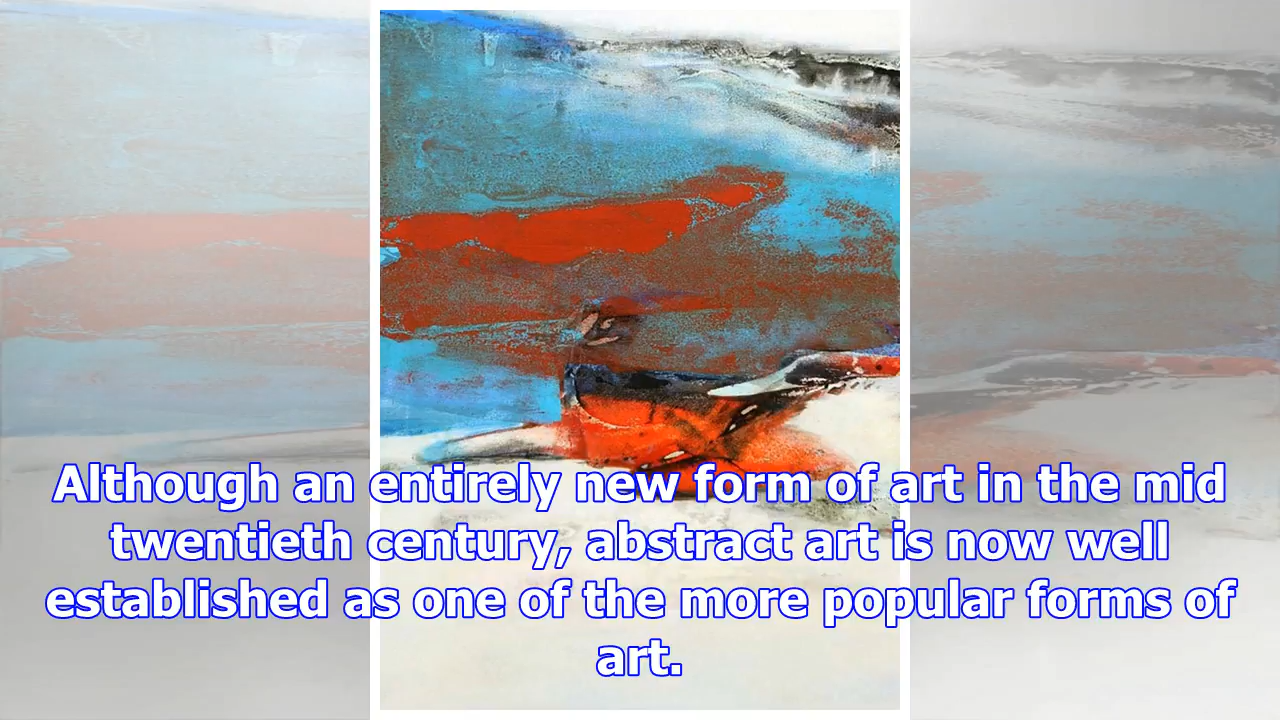 Although an entirely new form of art in the mid
twentieth century, abstract art is now well
established as one of the more popular forms of
art.